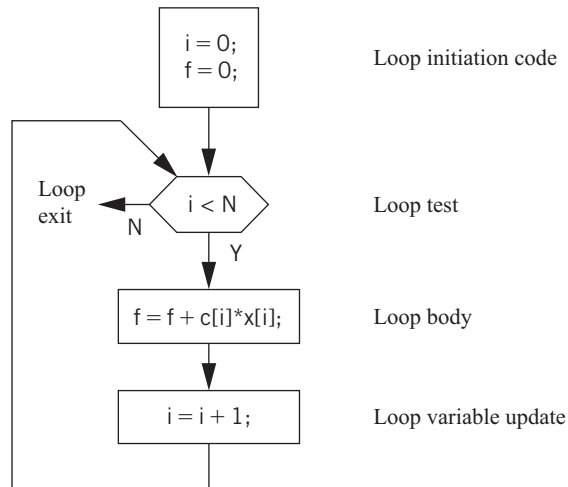 i = 0;
f = 0;
Loop initiation code
Loop
exit
N
i < N
Loop test
Y
f = f + c[i]*x[i];
Loop body
i = i + 1;
Loop variable update